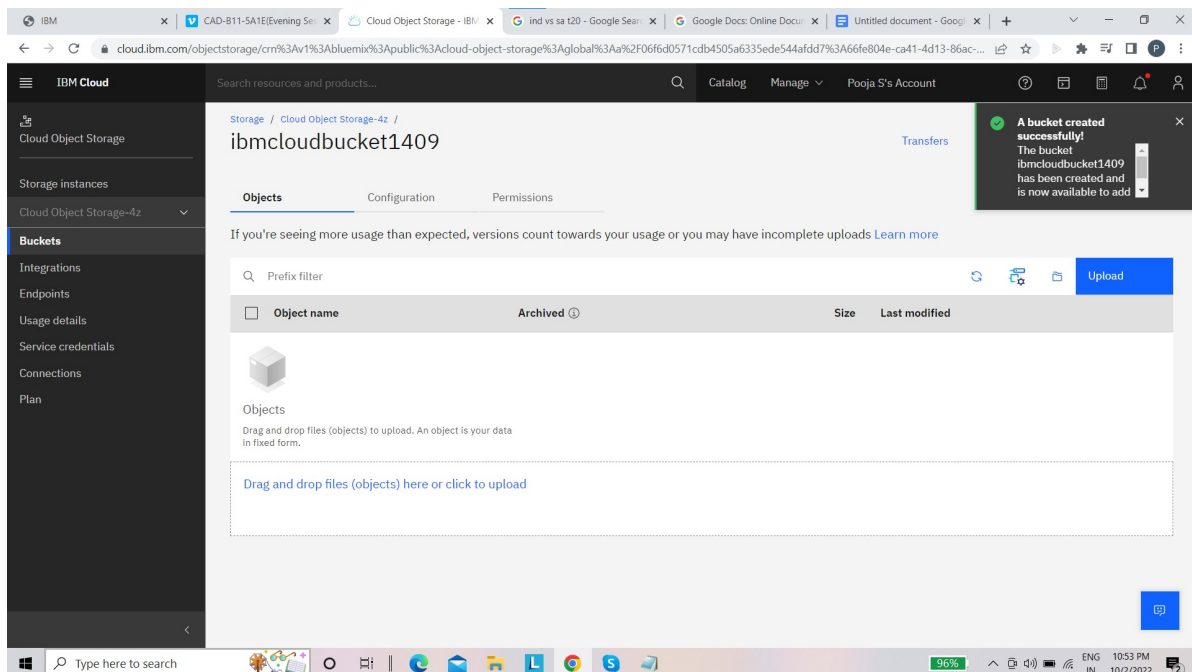 IBM
CAD-B11-5A1E(Evening Ses
Cloud Object Storage - IBM
ind vs sa t20 - Google Searc
Google Docs: Online Docum
Untitled document - Googl
cloud.ibm.com/objectstorage/crn%3Av1%3Abluemix%3Apublic%3Acloud-object-storage%3Aglobal%3Aa%2F06f6d0571cdb4505a6335ede544afdd7%3A66fe804e-ca41-4d13-86ac-...
P
IBM Cloud
Search resources and products...
Catalog
Manage
Pooja S's Account
Cloud Object Storage
Storage instances
Cloud Object Storage-4z
Buckets
Integrations
Endpoints
Usage details
Service credentials
Connections
Plan
Storage / Cloud Object Storage-4z /
ibmcloudbucket1409
Transfers
A bucket created
successfully!
The bucket
ibmcloudbucket1409
has been created and
is now available to add
Objects
Configuration
Permissions
If you're seeing more usage than expected, versions count towards your usage or you may have incomplete uploads Learn more
Prefix filter
Upload
Object name
Archived
Size
Last modified
Objects
Drag and drop files (objects) to upload. An object is your data
in fixed form.
Drag and drop files (objects) here or click to upload
Type here to search
L
S
96%
ENG
IN
10:53 PM
10/2/2022
2